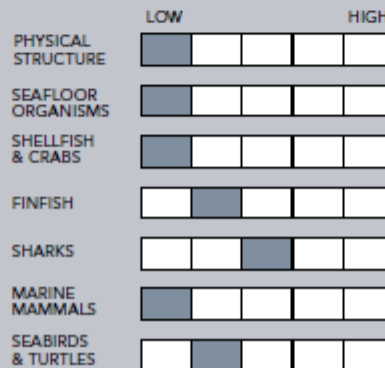 LOW HIGH
PHYSICAL
STRUCTURE
SEAFLOOR
ORGANISMS
SHELLFISH
& CRABS
FINFISH
SHARKS
MARINE
MAMMALS
SEABIRDS
& TURTLES